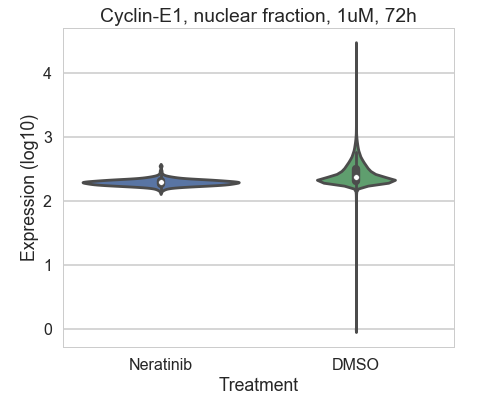 Cyclin-E1, nuclear fraction, 1uM, 72h
Expression (log10)
4
3
2
1
0
Neratinib DMSO
Treatment